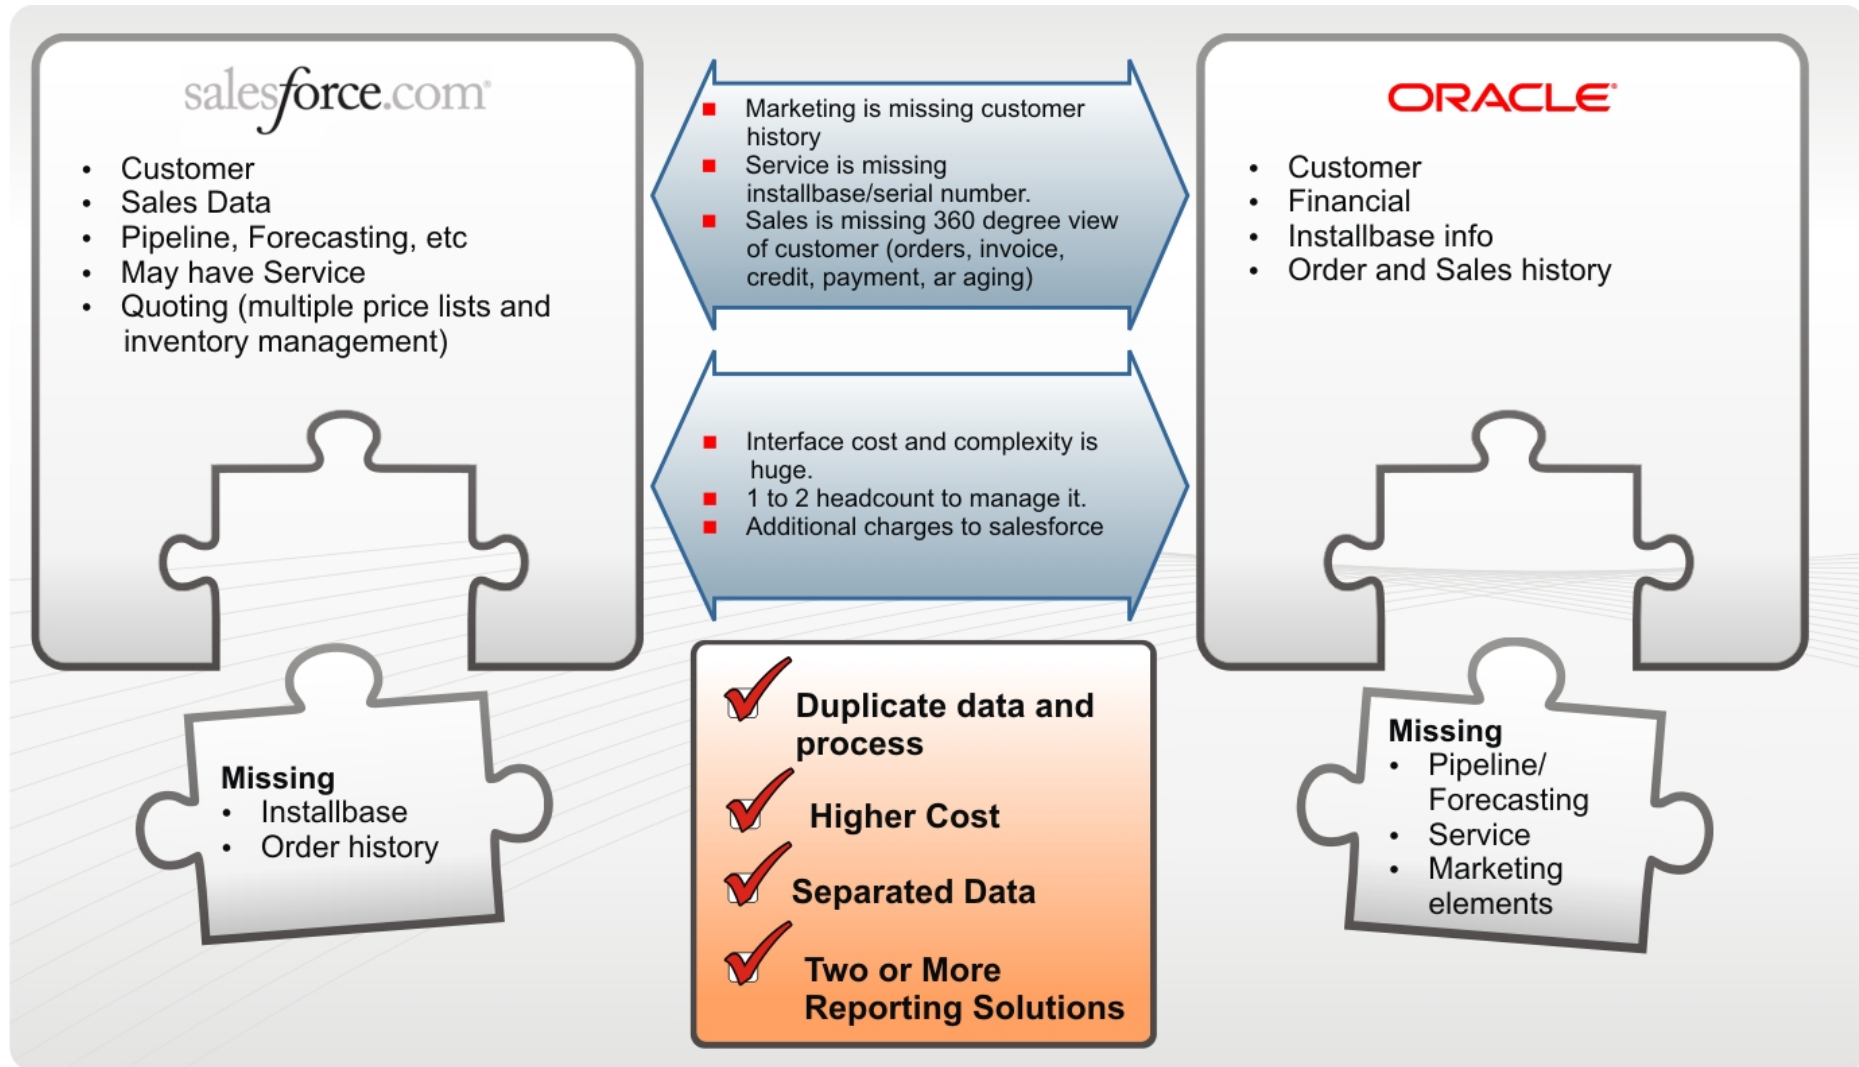 salesforce.com
• Customer
• Sales Data
• Pipeline, Forecasting, etc
• May have Service
• Quoting (multiple price lists and
inventory management)
Missing
• Installbase
• Order history
Marketing is missing customer
history
Service is missing
installbase/serial number.
Sales is missing 360 degree view
of customer (orders, invoice,
credit, payment, ar aging)
Interface cost and complexity is
huge.
1 to 2 headcount to manage it.
Additional charges to salesforce
Duplicate data and
process
Higher Cost
Separated Data
Two or More
Reporting Solutions
ORACLE
• Customer
• Financial
• Installbase info
• Order and Sales history
Missing
• Pipeline/
Forecasting
• Service
• Marketing
elements